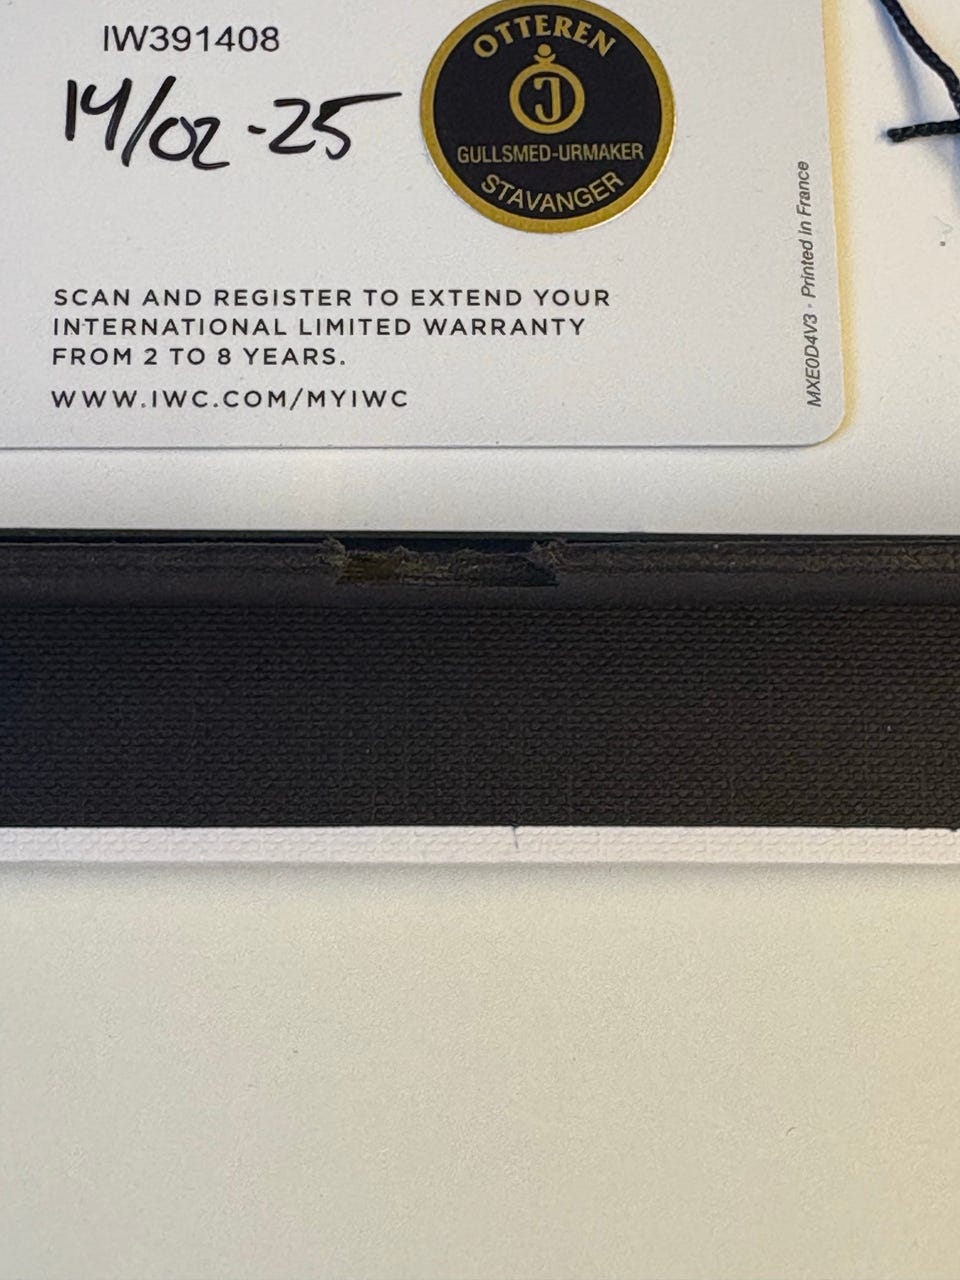 IW391408
14/02-25
OTTEREN
GULLSMED-URMAKER
STAVANGER
SCAN AND REGISTER TO EXTEND YOUR
INTERNATIONAL LIMITED WARRANTY
FROM 2 TO 8 YEARS.
WWW.IWC.COM/MYIWC
MXE0D4V3 - Printed in France